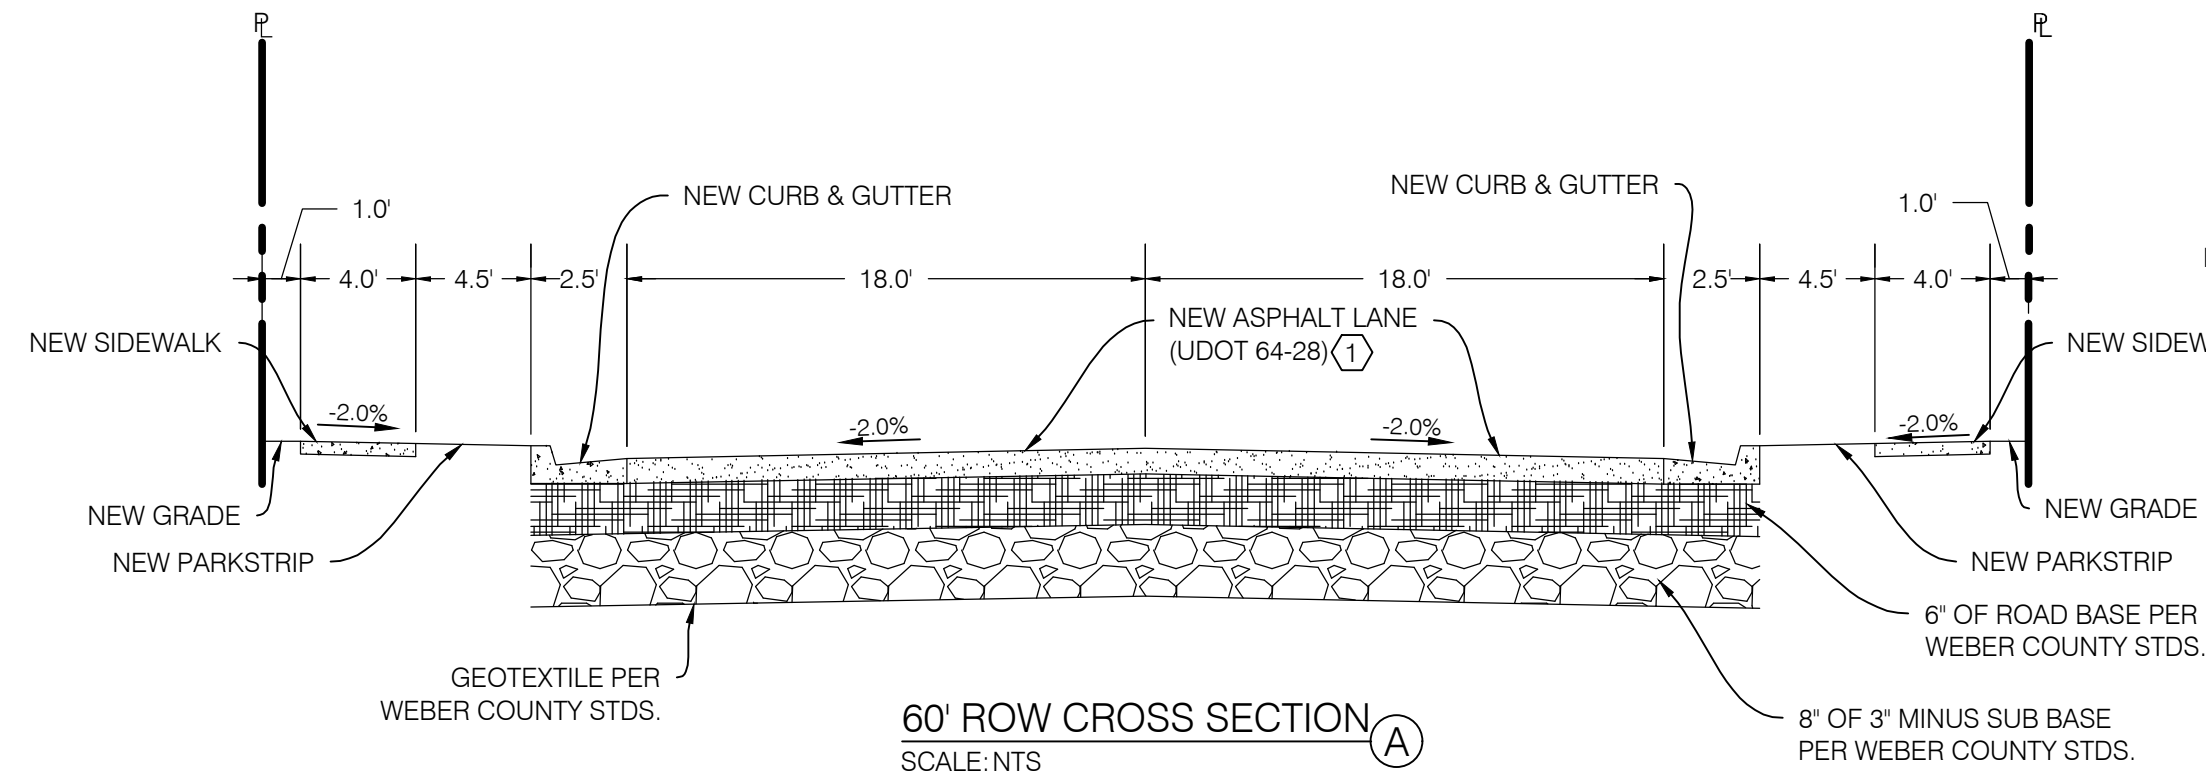 PL
PL
NEW CURB & GUTTER
NEW CURB & GUTTER
1.0'
1.0'
4.0'
4.5'
2.5'
18.0'
18.0'
2.5'
4.5'
4.0'
NEW SIDEWALK
NEW ASPHALT LANE
(UDOT 64-28) 1
NEW SIDEW
-2.0%
-2.0%
-2.0%
-2.0%
NEW GRADE
NEW PARKSTRIP
NEW GRADE
NEW PARKSTRIP
6" OF ROAD BASE PER
WEBER COUNTY STDS.
GEOTEXTILE PER
WEBER COUNTY STDS.
8" OF 3" MINUS SUB BASE
PER WEBER COUNTY STDS.
60' ROW CROSS SECTION
A
SCALE: NTS